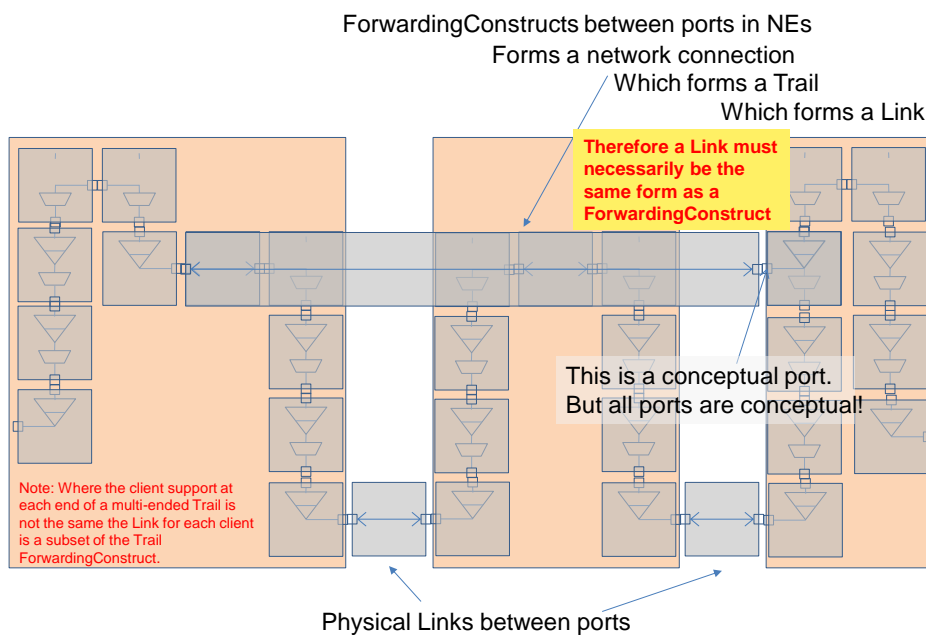 ForwardingConstructs between ports in NEs
Forms a network connection
Which forms a Trail
Which forms a Link
Therefore a Link must
necessarily be the
same form as a
ForwardingConstruct
This is a conceptual port.
But all ports are conceptual!
Note: Where the client support at
each end of a multi-ended Trail is
not the same the Link for each client
is a subset of the Trail
ForwardingConstruct.
Physical Links between ports